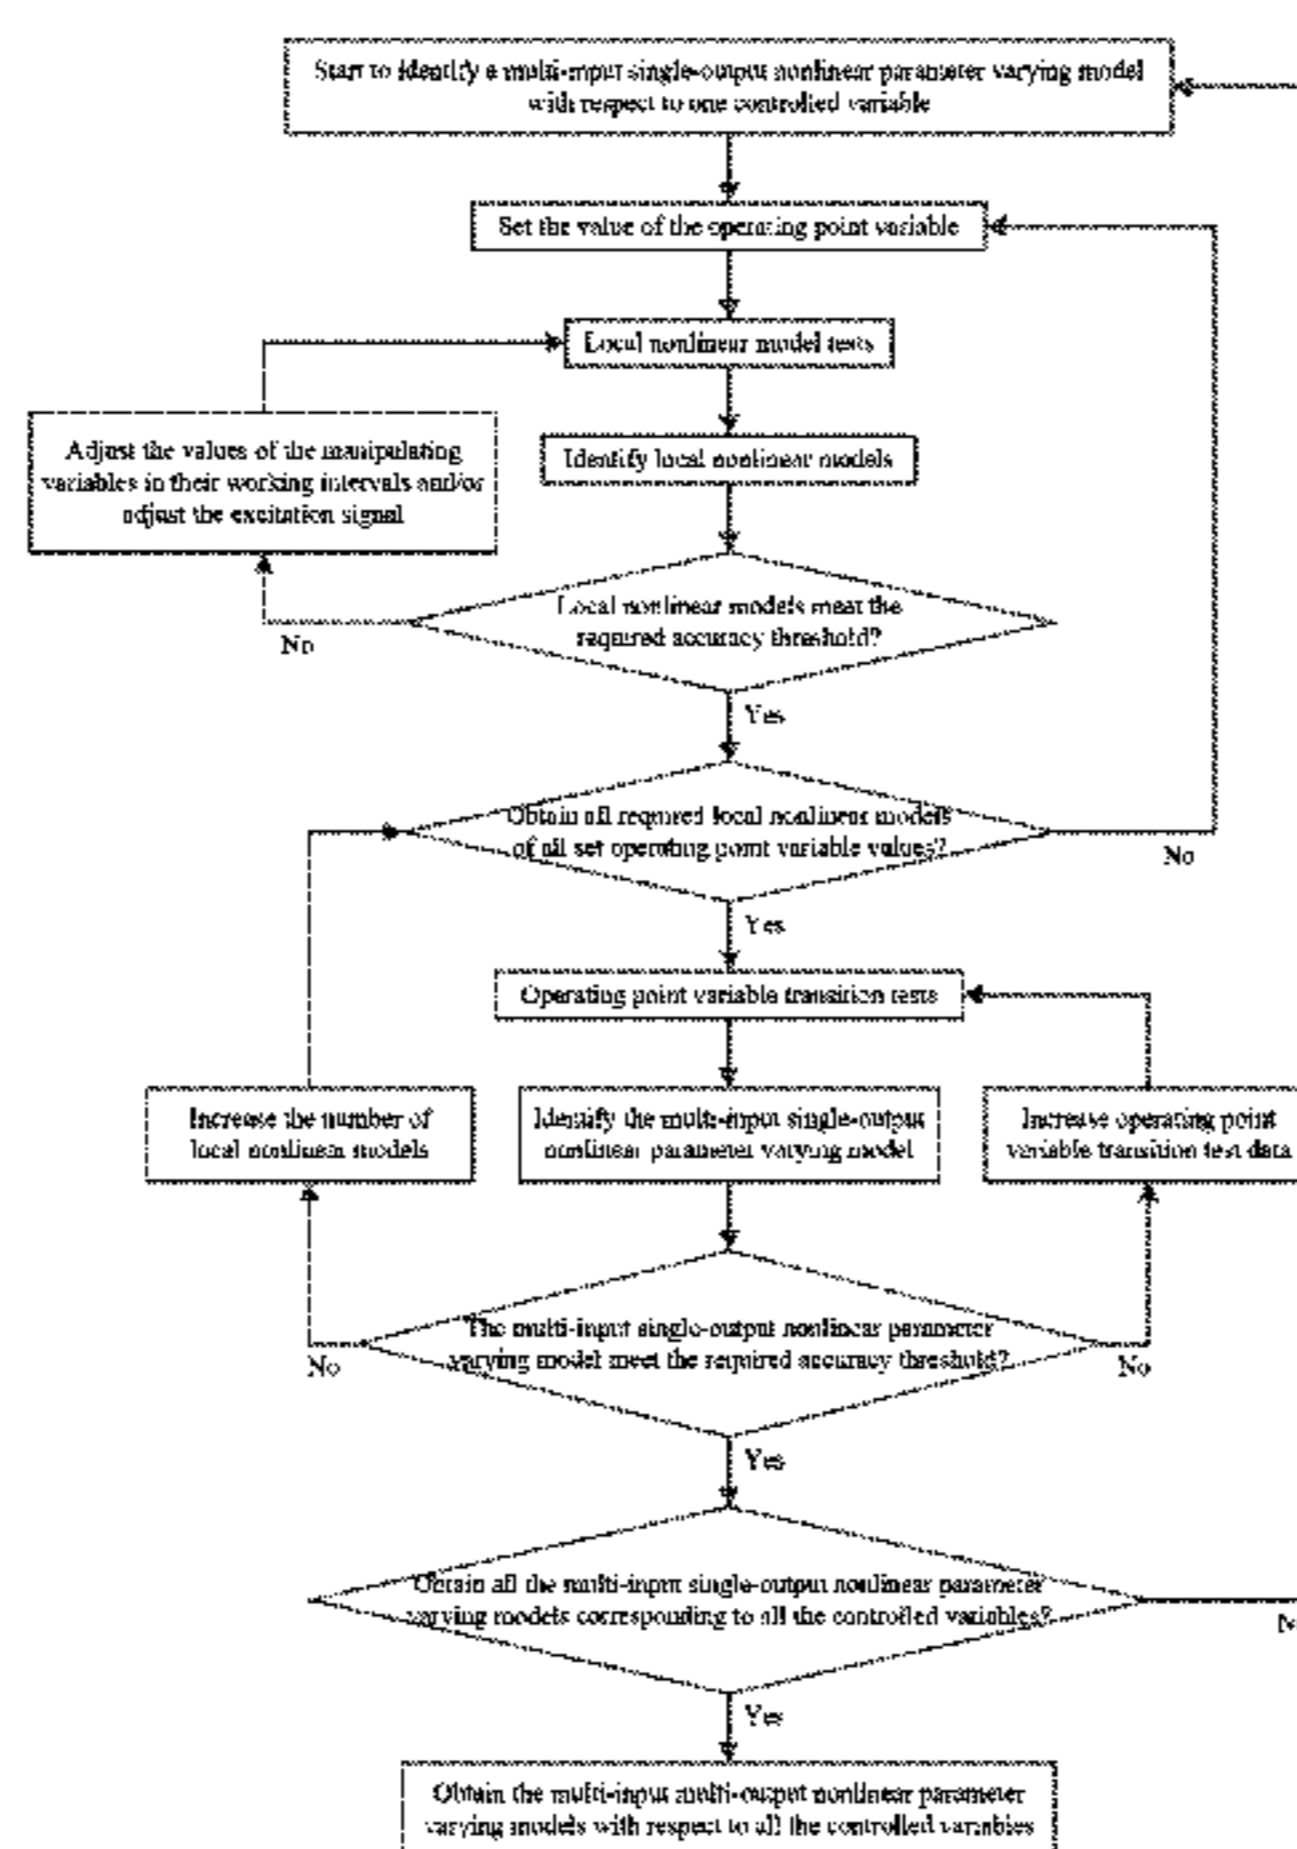 Start to identify a multi-input single-output nonlinear parameter varying model
with respect to one controlled variable
Set the value of the operating point variable
Local nonlinear model tests
Adjust the values of the manipulating
variables in their working intervals and/or
adjust the excitation signal
Identify local nonlinear models
Local nonlinear models meet the
required accuracy threshold?
No
Yes
Obtain all required local nonlinear models
of all set operating point variable values?
No
Yes
Operating point variable transition tests
Increase the number of
local nonlinear models
Identify the multi-input single-output
nonlinear parameter varying model
Increase operating point
variable transition test data
The multi-input single-output nonlinear parameter
varying model meet the required accuracy threshold?
No
No
Yes
Obtain all the multi-input single-output nonlinear parameter
varying models corresponding to all the controlled variables?
Yes
Obtain the multi-input multi-output nonlinear parameter
varying models with respect to all the controlled variables